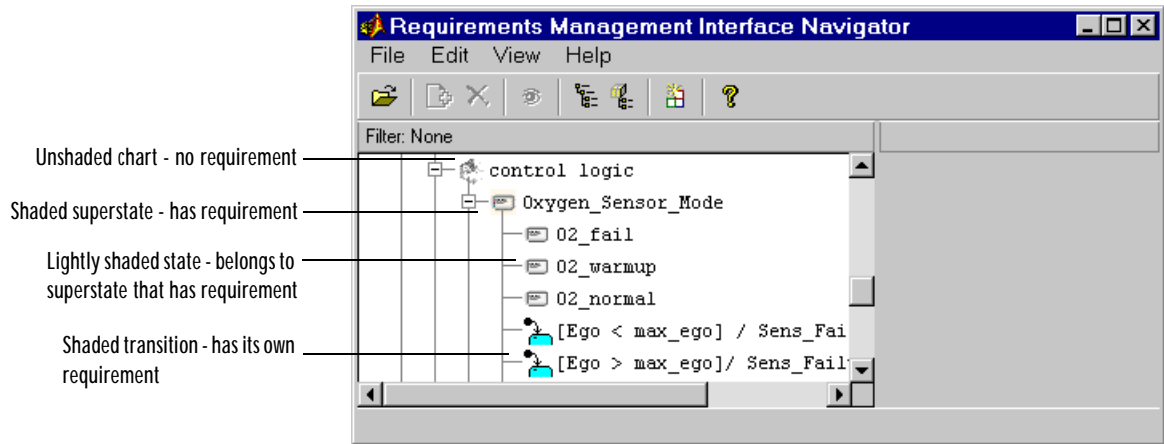 Requirements Management Interface Navigator
File Edit View Help
Filter: None
Unshaded chart - no requirement
control logic
Shaded superstate - has requirement
Oxygen_Sensor_Mode
O2_fail
Lightly shaded state - belongs to
superstate that has requirement
O2_warmup
O2_normal
[Ego < max_ego] / Sens_Fai
Shaded transition - has its own
requirement
[Ego > max_ego]/ Sens_Fail